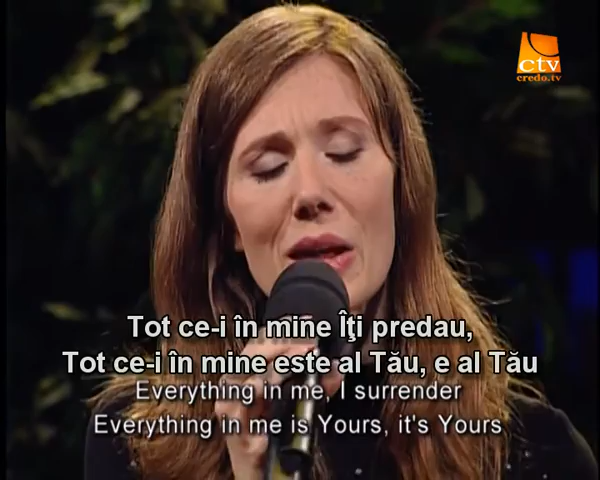 ctv
credo.tv
Tot ce-i în mine Îţi predau,
Tot ce-i în mine este al Tău, e al Tău
Everything in me, I surrender
Everything in me is Yours, it's Yours